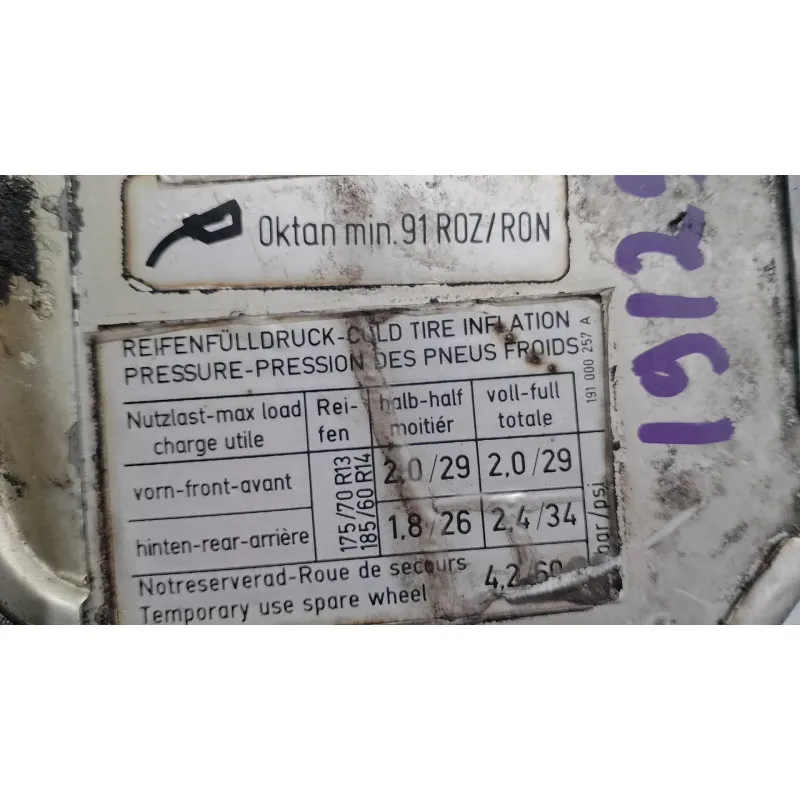 Oktan min. 91 ROZ/RON
REIFENFÜLLDRUCK-COLD TIRE INFLATION
PRESSURE-PRESSION DES PNEUS FROIDS
191 000 257 A
Nutzlast-max load
charge utile
Rei-
fen
halb-half
moitiér
voll-full
totale
vorn-front-avant
175/70 R13
185/60 R14
2,0/29
2,0/29
hinten-rear-arrière
1,8/26
2,4/34
bar/psi
Notreserverad-Roue de secours
Temporary use spare wheel
4,2
1912
191